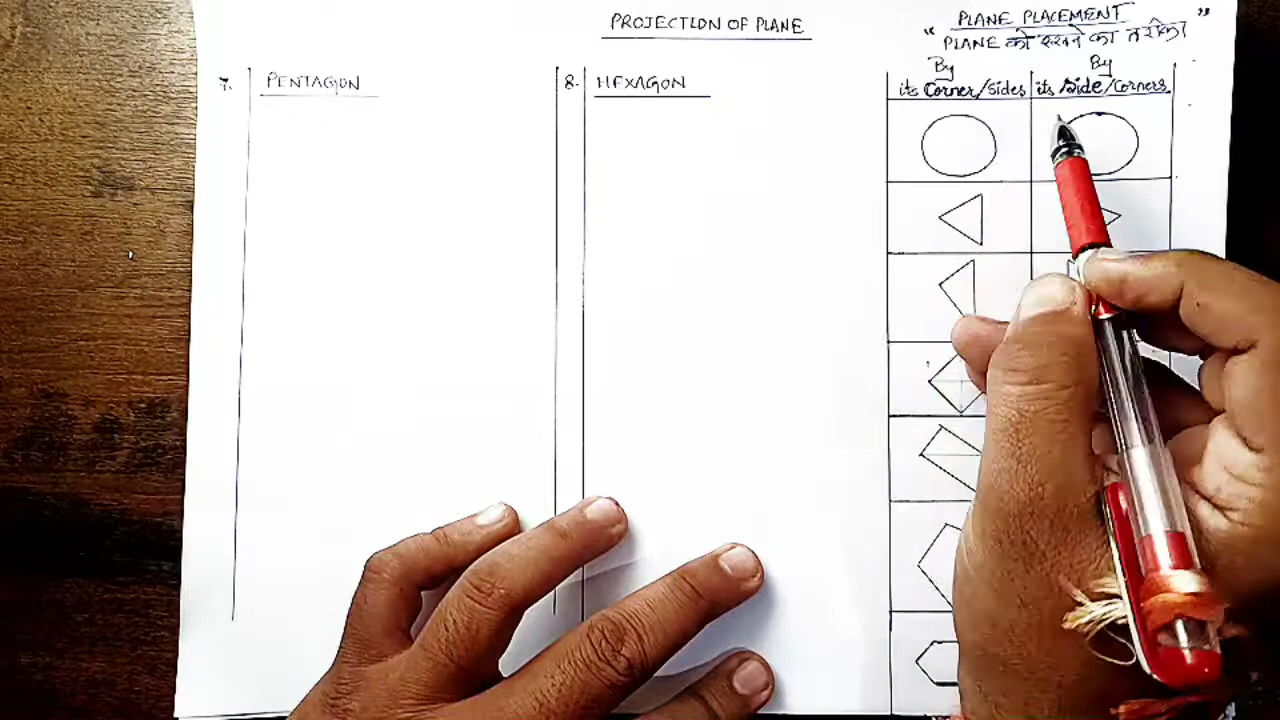 PROJECTION OF PLANE
PLANE PLACEMENT
“ PLANE को रखने का तरीका ”
7. PENTAGON
8. HEXAGON
By
its Corner/Sides
By
its Side/Corners